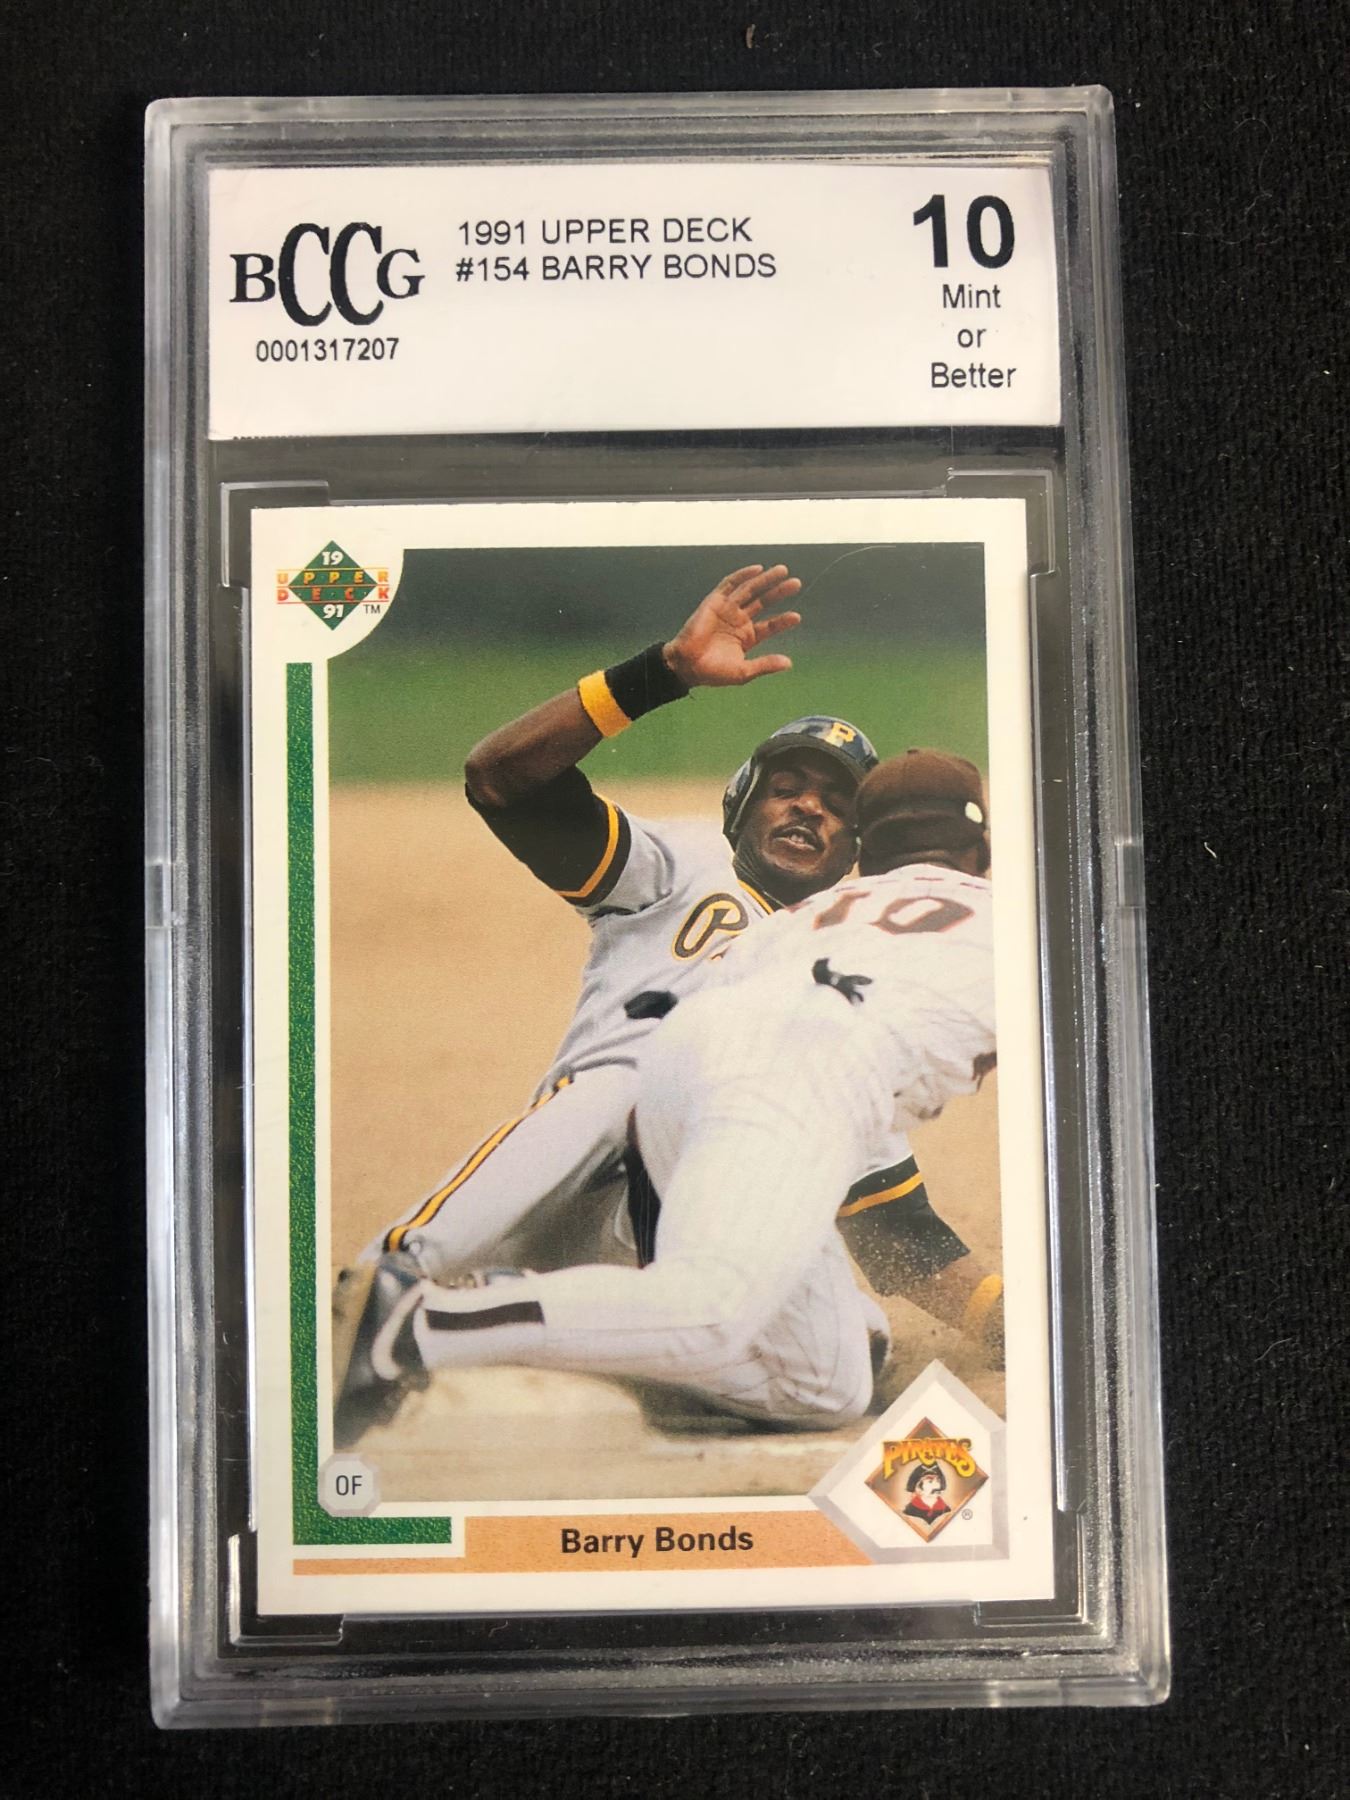 BCCG
0001317207
1991 UPPER DECK
#154 BARRY BONDS
10
Mint
or
Better
19
UPPER
DECK
91 TM
P
P
10
OF
Barry Bonds
PIRATES
®